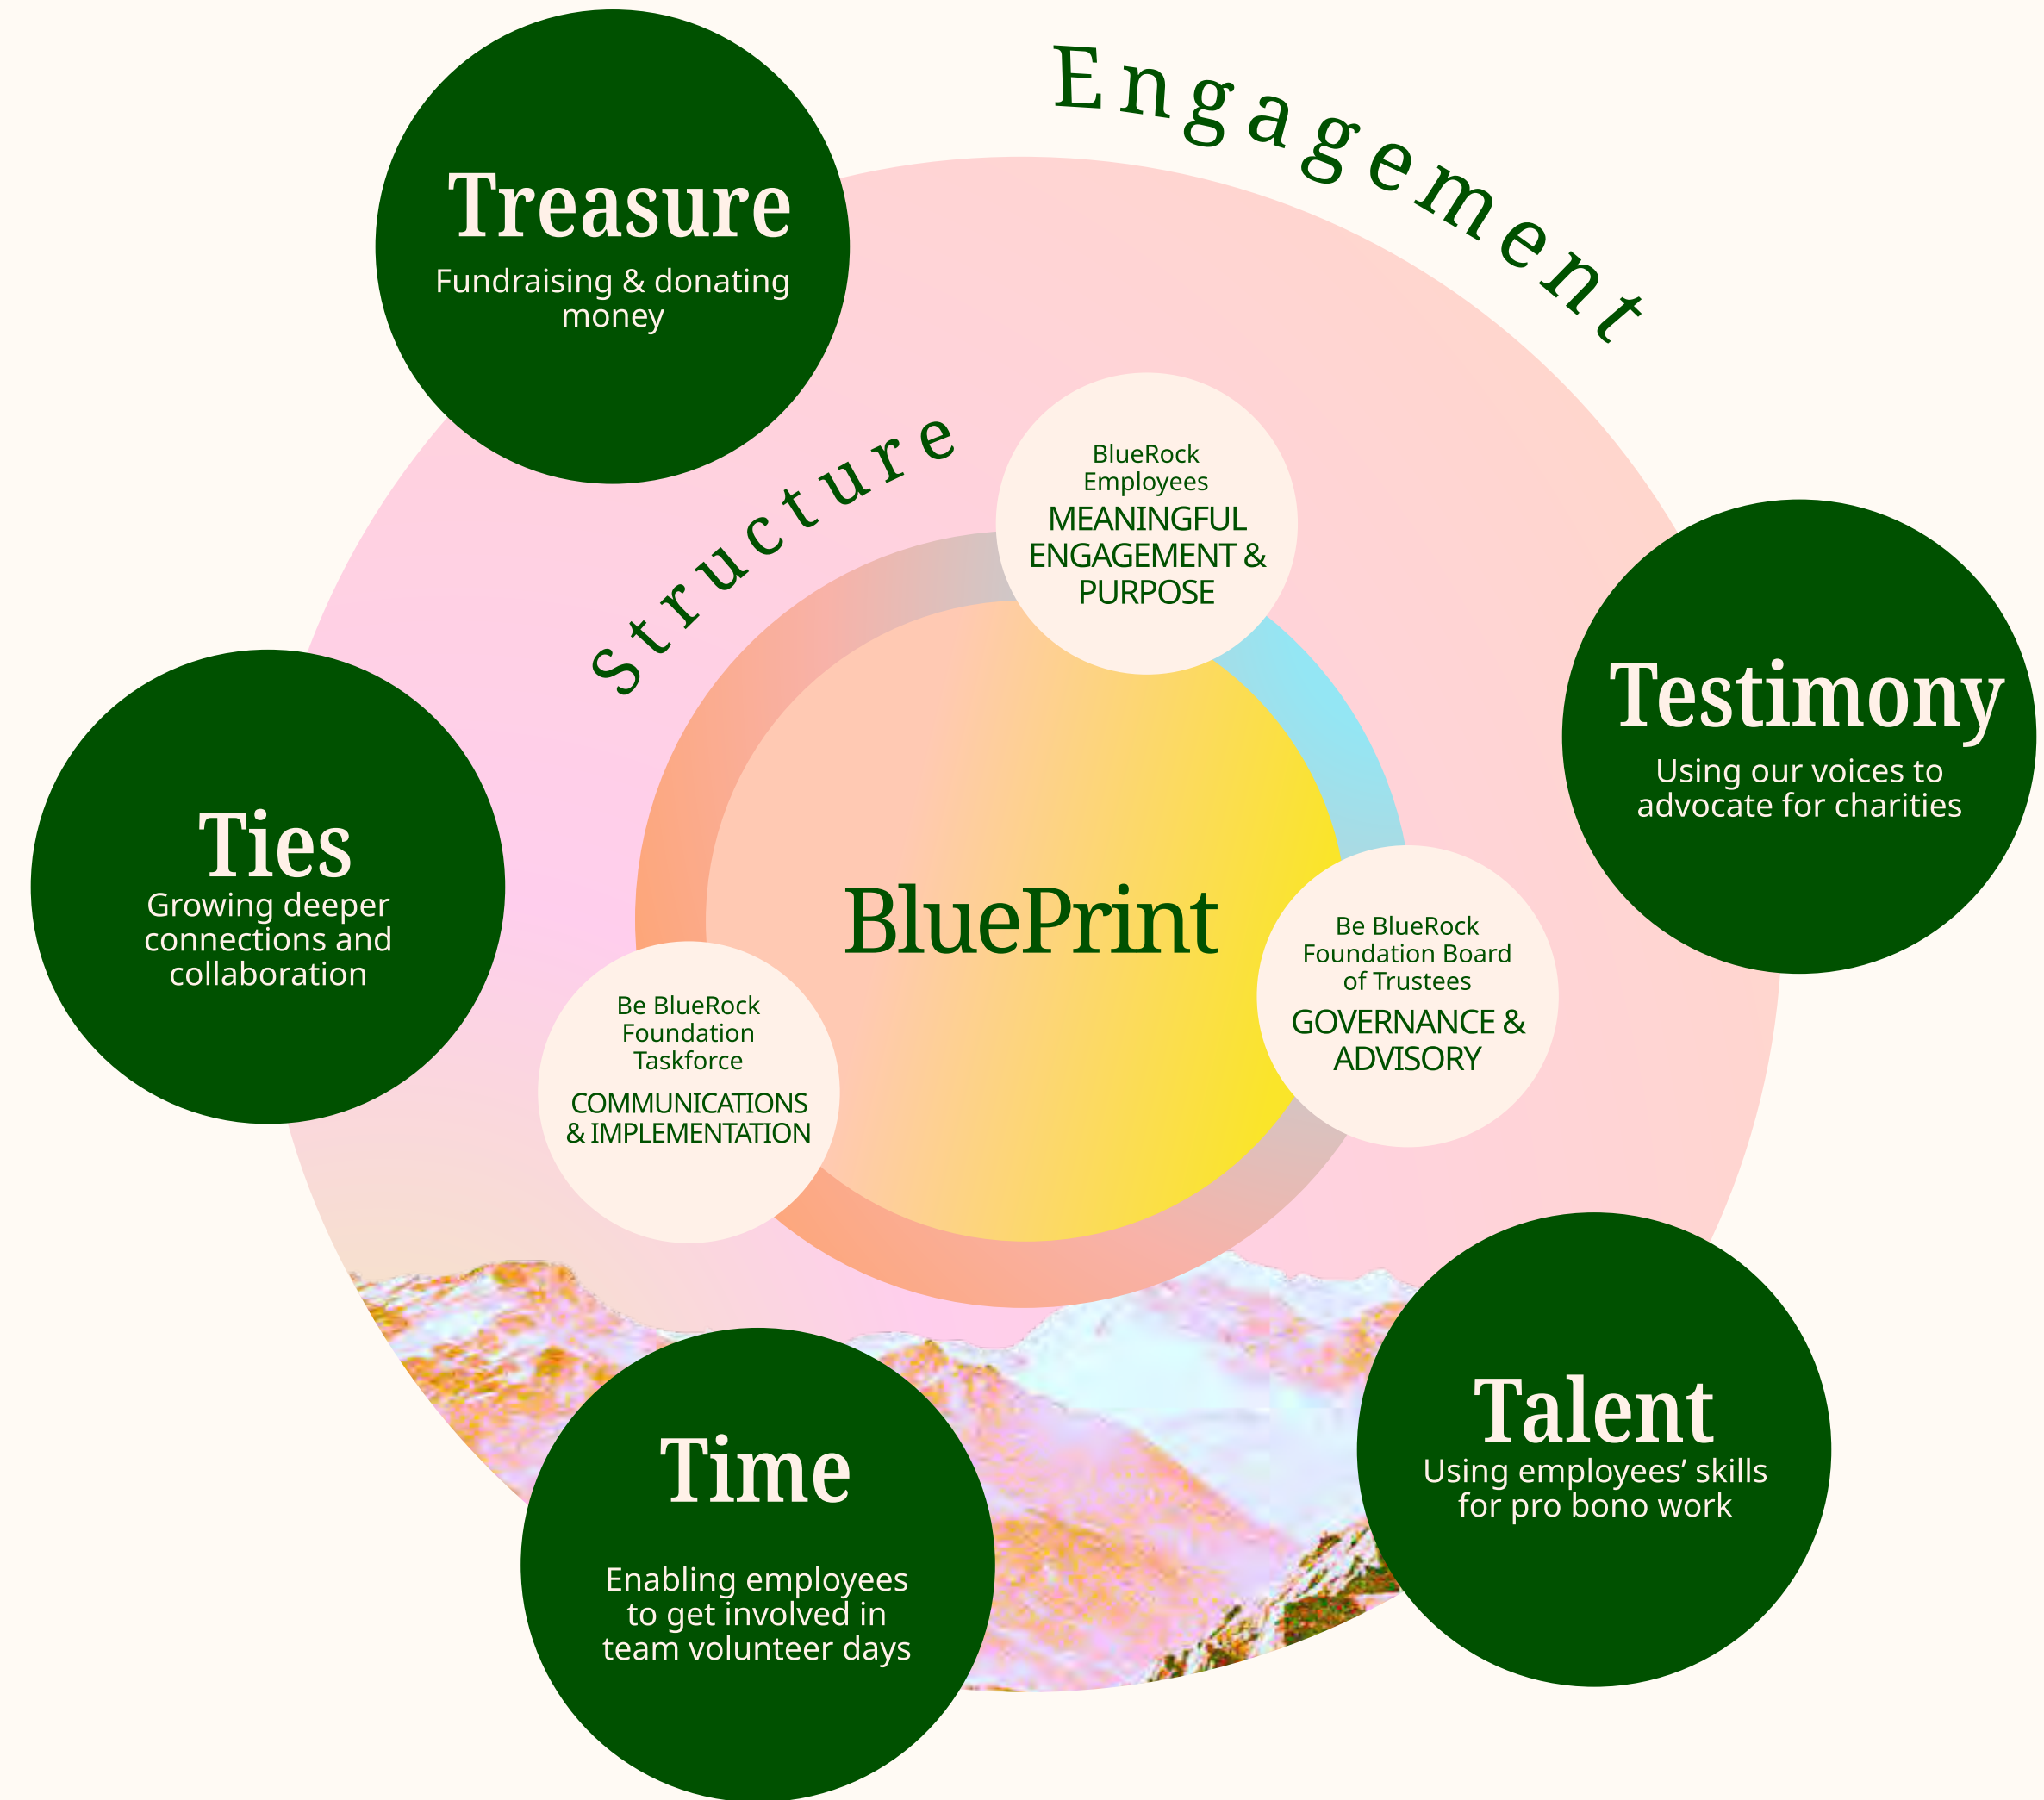 Engagement
Treasure
Fundraising & donating
money
Structure
BlueRock
Employees
MEANINGFUL
ENGAGEMENT &
PURPOSE
Testimony
Using our voices to
advocate for charities
Ties
Growing deeper
connections and
collaboration
BluePrint
Be BlueRock
Foundation Board
of Trustees
GOVERNANCE &
ADVISORY
Be BlueRock
Foundation
Taskforce
COMMUNICATIONS
& IMPLEMENTATION
Talent
Using employees’ skills
for pro bono work
Time
Enabling employees
to get involved in
team volunteer days